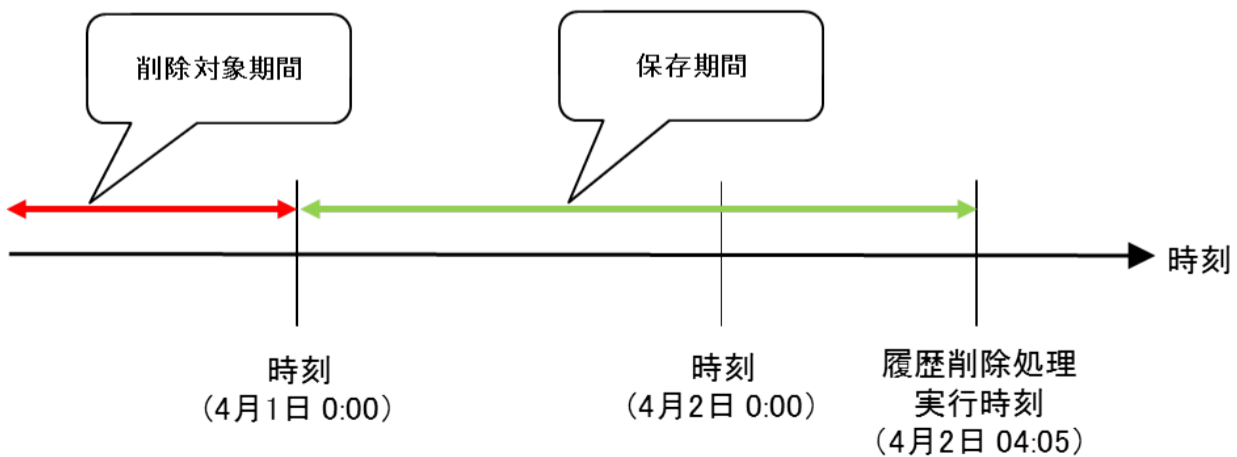 削除対象期間
保存期間
時刻
時刻
（4月1日 0:00）
時刻
（4月2日 0:00）
履歴削除処理
実行時刻
（4月2日 04:05）